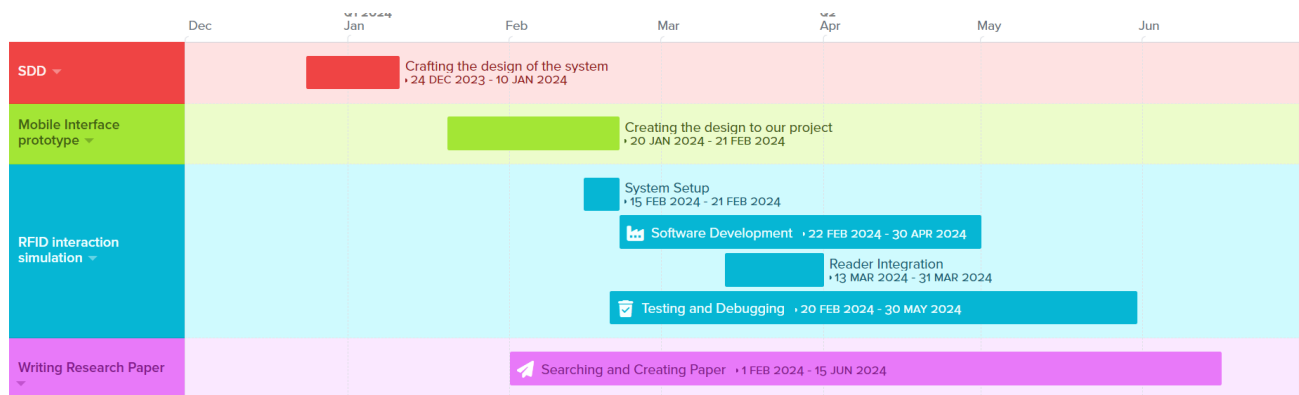 Q1 2024 Q2
Dec Jan Feb Mar Apr May Jun
SDD
Crafting the design of the system
24 DEC 2023 - 10 JAN 2024
Mobile Interface
prototype
Creating the design to our project
20 JAN 2024 - 21 FEB 2024
RFID interaction
simulation
System Setup
15 FEB 2024 - 21 FEB 2024
Software Development 22 FEB 2024 - 30 APR 2024
Reader Integration
13 MAR 2024 - 31 MAR 2024
Testing and Debugging 20 FEB 2024 - 30 MAY 2024
Writing Research Paper
Searching and Creating Paper 1 FEB 2024 - 15 JUN 2024